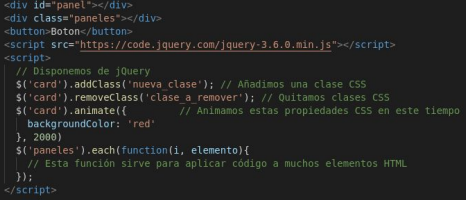 <div id="panel"></div>
<div class="paneles"></div>
<button>Boton</button>
<script src="https://code.jquery.com/jquery-3.6.0.min.js"></script>
<script>
// Disponemos de jQuery
$('card').addClass('nueva_clase'); // Añadimos una clase CSS
$('card').removeClass('clase_a_remover'); // Quitamos clases CSS
$('card').animate({ // Animamos estas propiedades CSS en este tiempo
backgroundColor: 'red'
}, 2000)
$('paneles').each(function(i, elemento){
// Esta función sirve para aplicar código a muchos elementos HTML
});
</script>